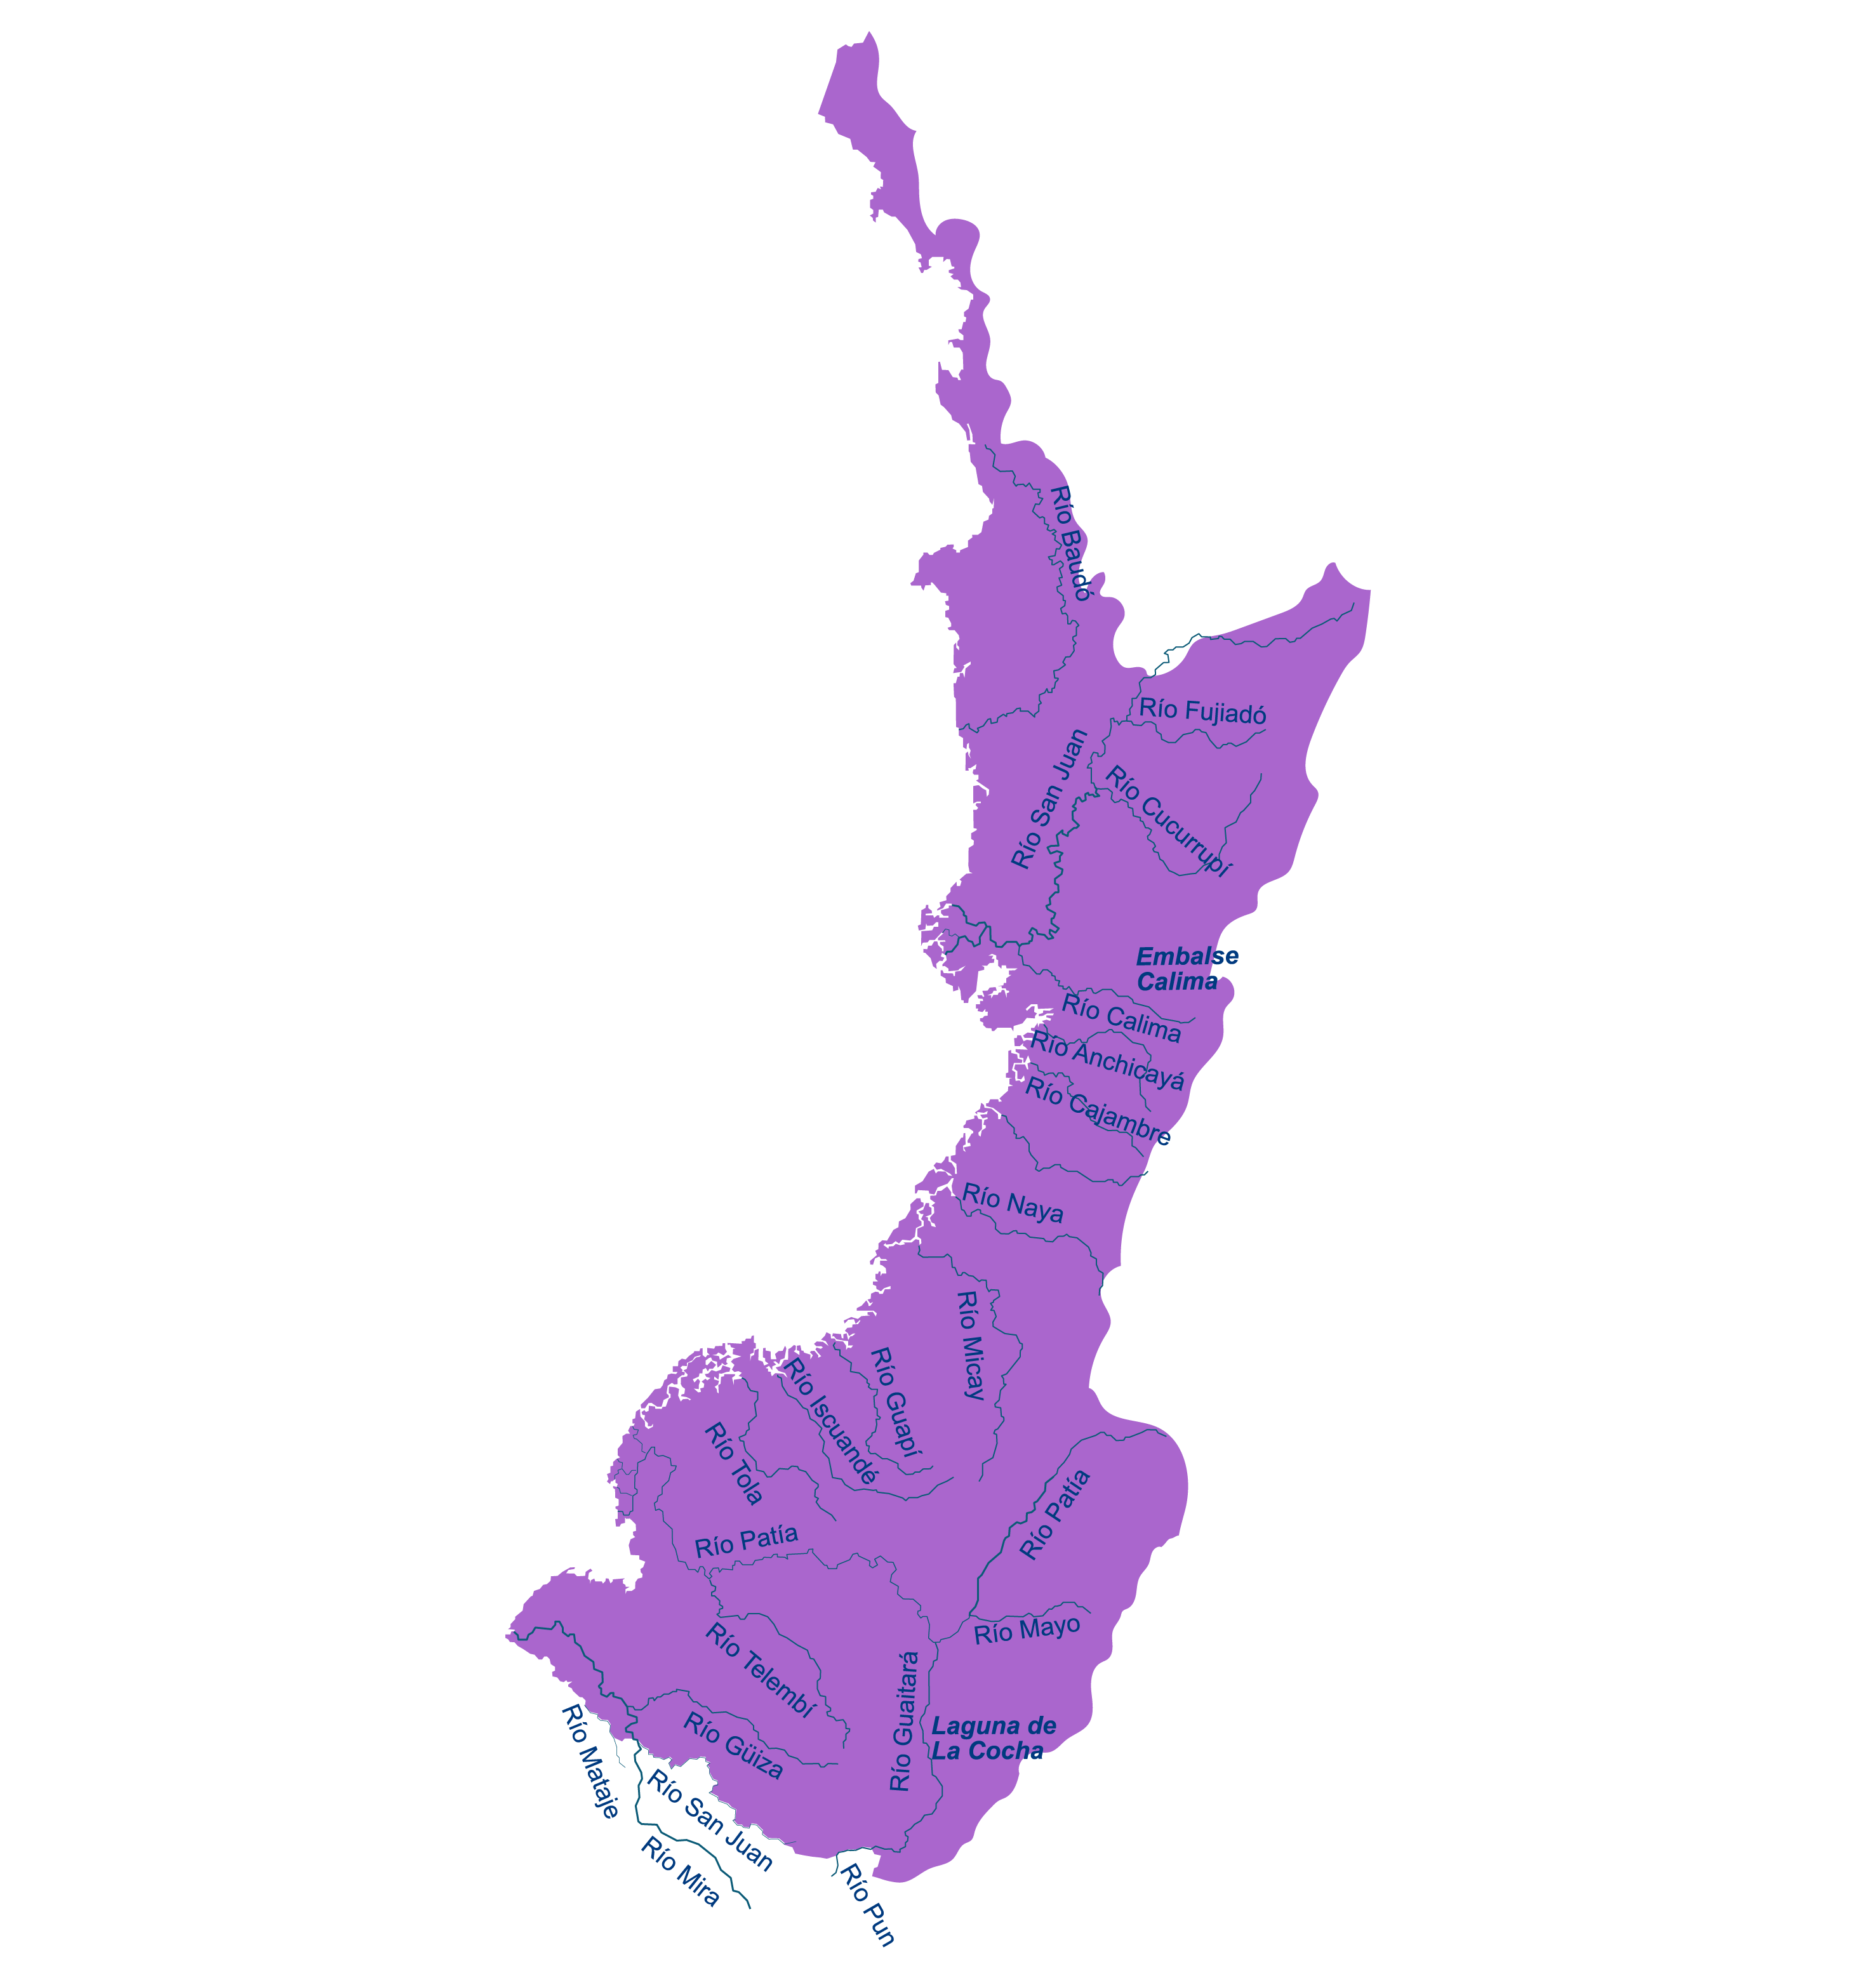 Río Baudó
Río Fujiadó
Río San Juan
Río Cucurrupí
Embalse
Calima
Río Calima
Río Anchicayá
Río Cajambre
Río Naya
Río Micay
Río Guapí
Río Iscuandé
Río Tola
Río Patía
Río Patía
Río Mayo
Río Telembí
Río Guaitará
Laguna de
La Cocha
Río Güiza
Río Mataje
Río San Juan
Río Mira
Río Pun